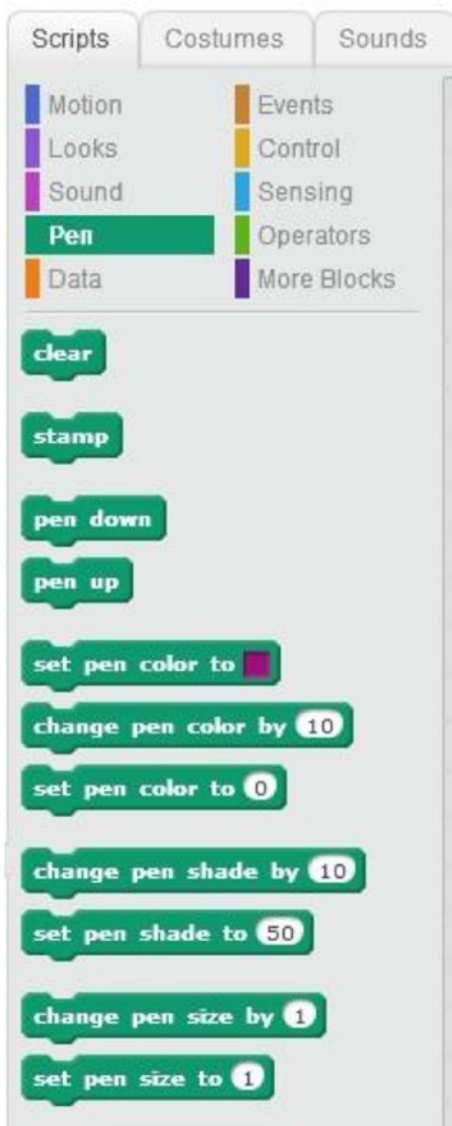 Scripts Costumes Sounds
Motion Events
Looks Control
Sound Sensing
Pen Operators
Data More Blocks
clear
stamp
pen down
pen up
set pen color to
change pen color by 10
set pen color to 0
change pen shade by 10
set pen shade to 50
change pen size by 1
set pen size to 1